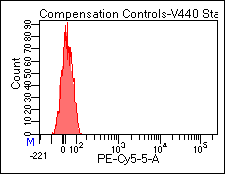 Compensation Controls-V440 Sta
Count
0 10 20 30 40 50 60 70 80 90
M
-221 0 10² 10³ 10⁴ 10⁵
PE-Cy5-5-A